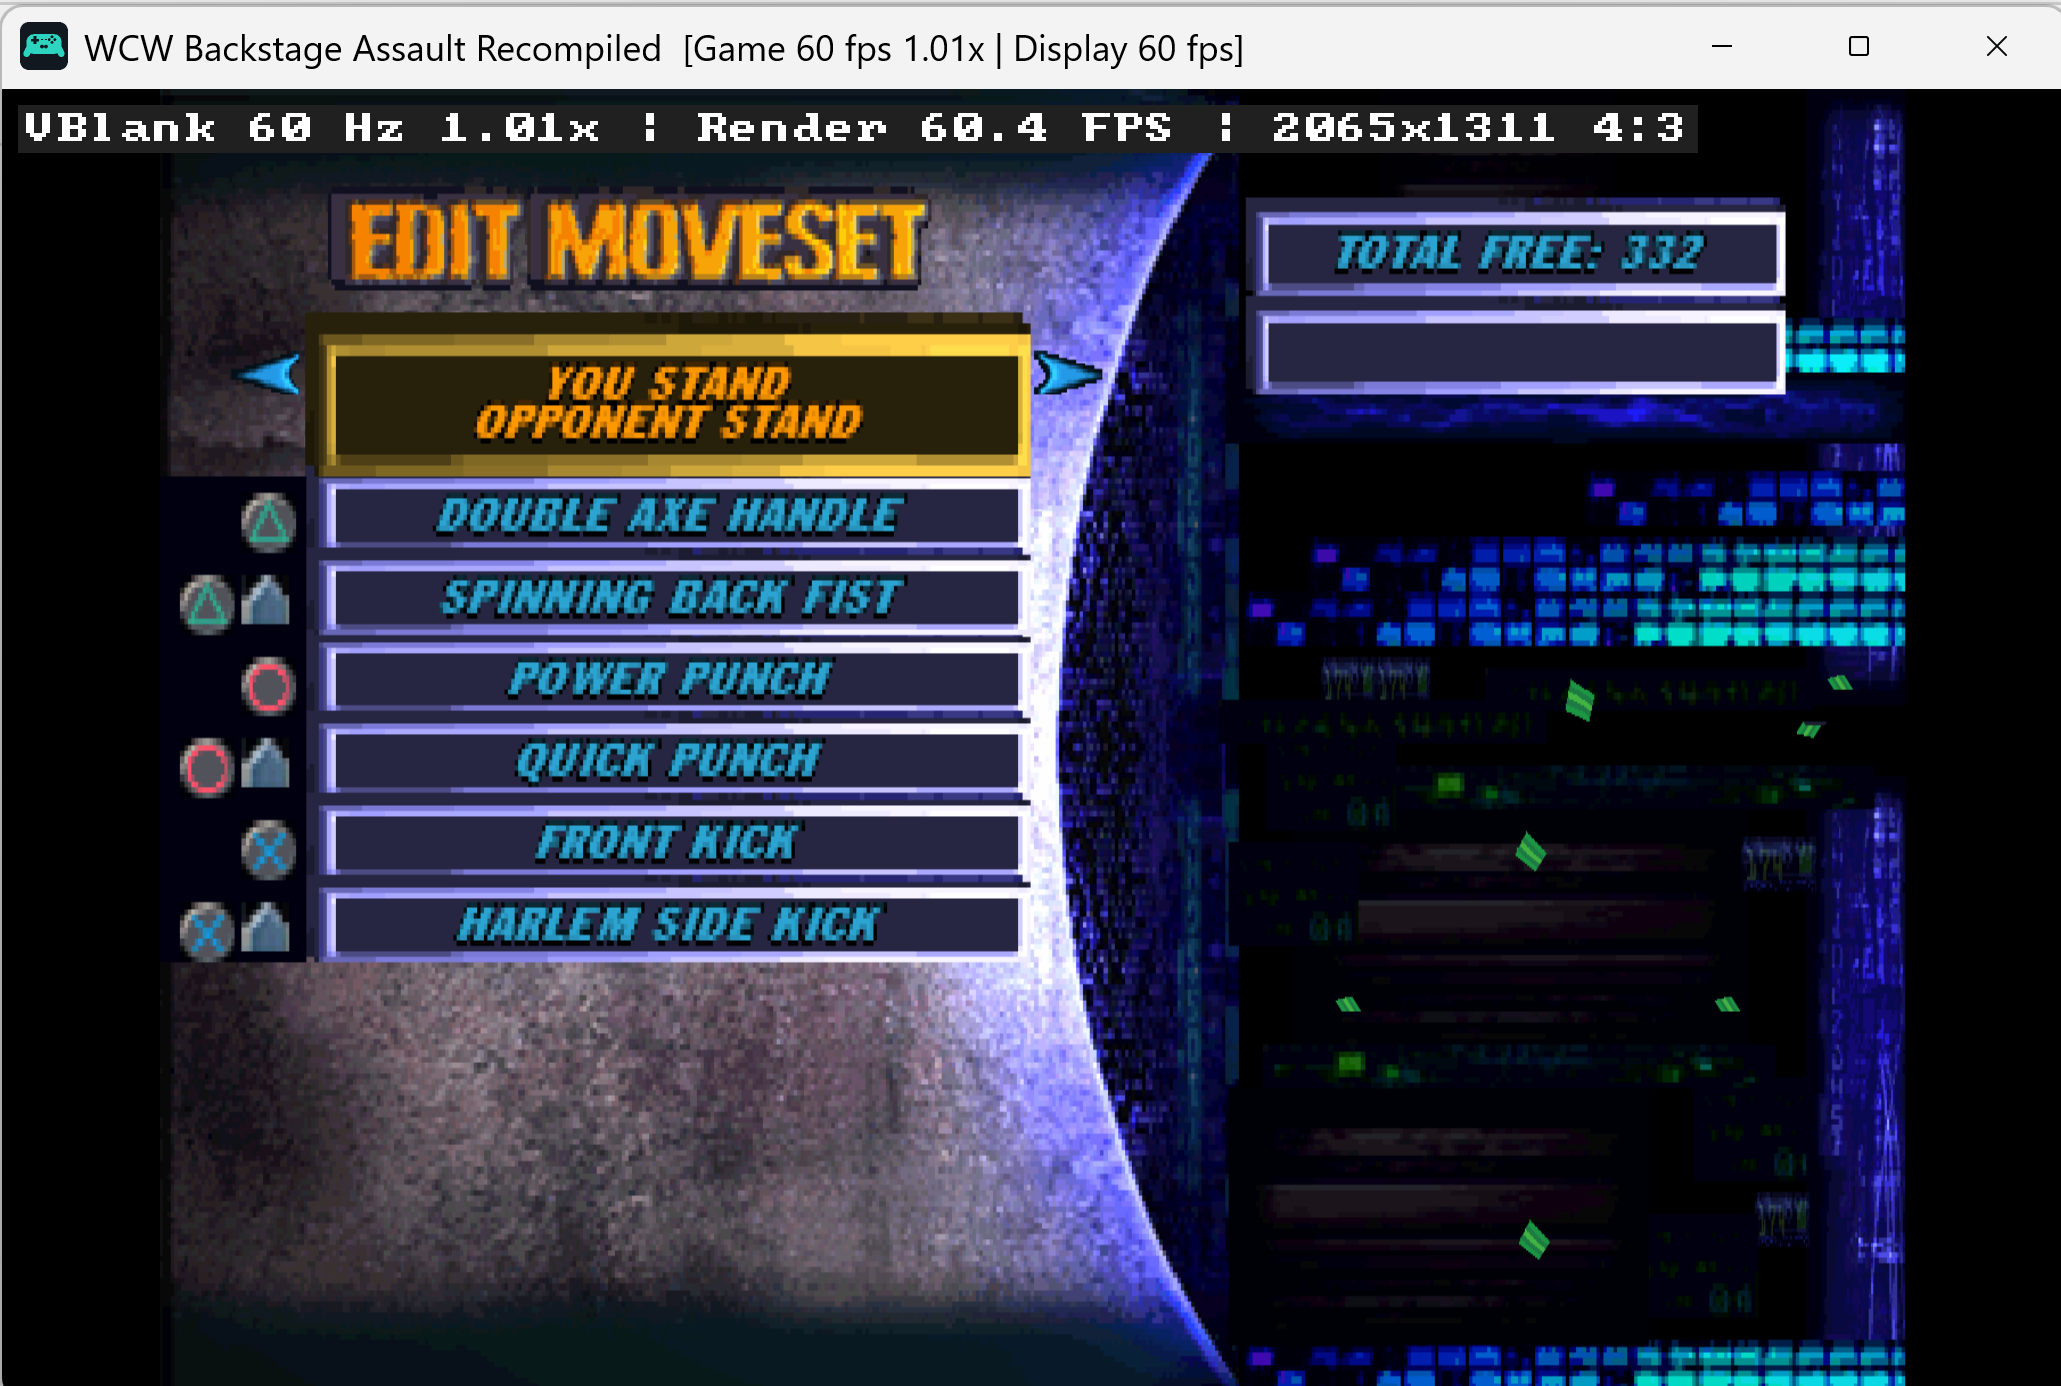 WCW Backstage Assault Recompiled [Game 60 fps 1.01x | Display 60 fps]
VBlank 60 Hz 1.01x : Render 60.4 FPS : 2065x1311 4:3
EDIT MOVESET
TOTAL FREE: 332
YOU STAND
OPPONENT STAND
DOUBLE AXE HANDLE
SPINNING BACK FIST
POWER PUNCH
QUICK PUNCH
FRONT KICK
HARLEM SIDE KICK